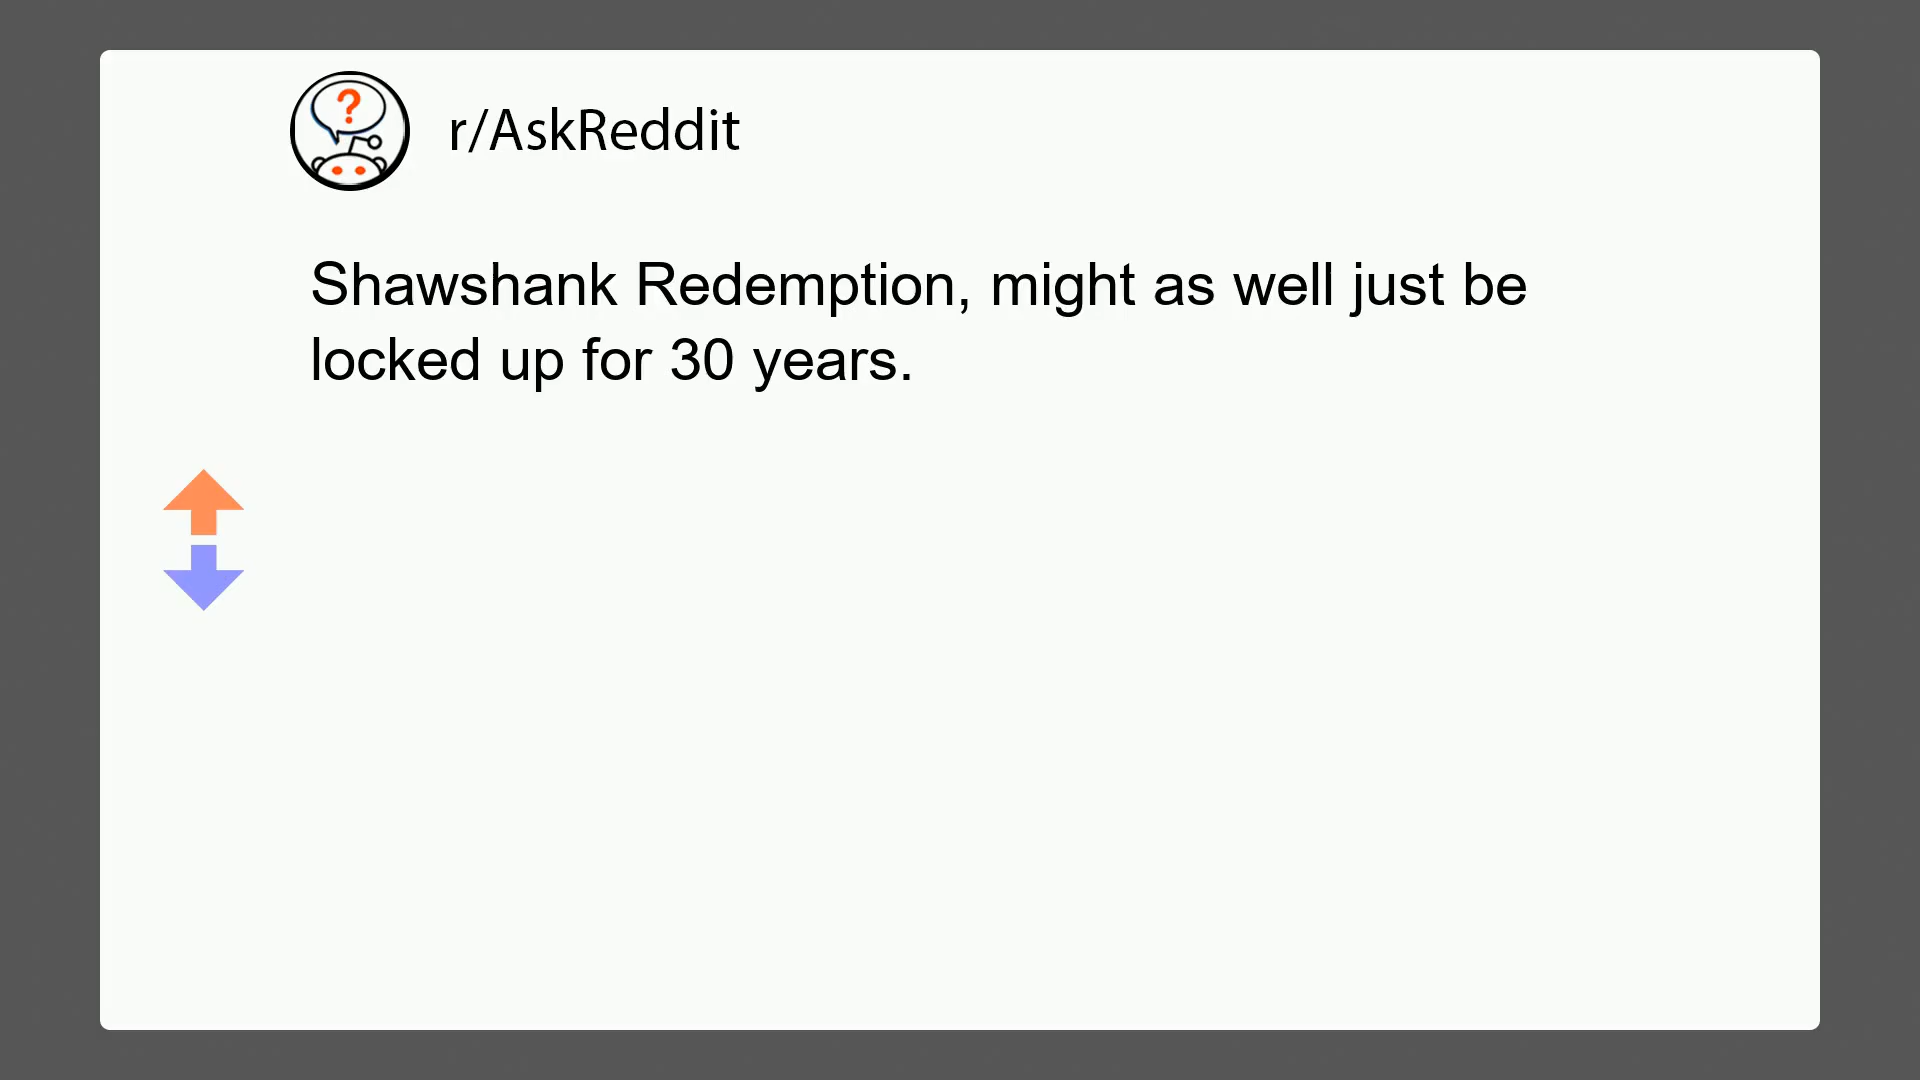 r/AskReddit
Shawshank Redemption, might as well just be
locked up for 30 years.